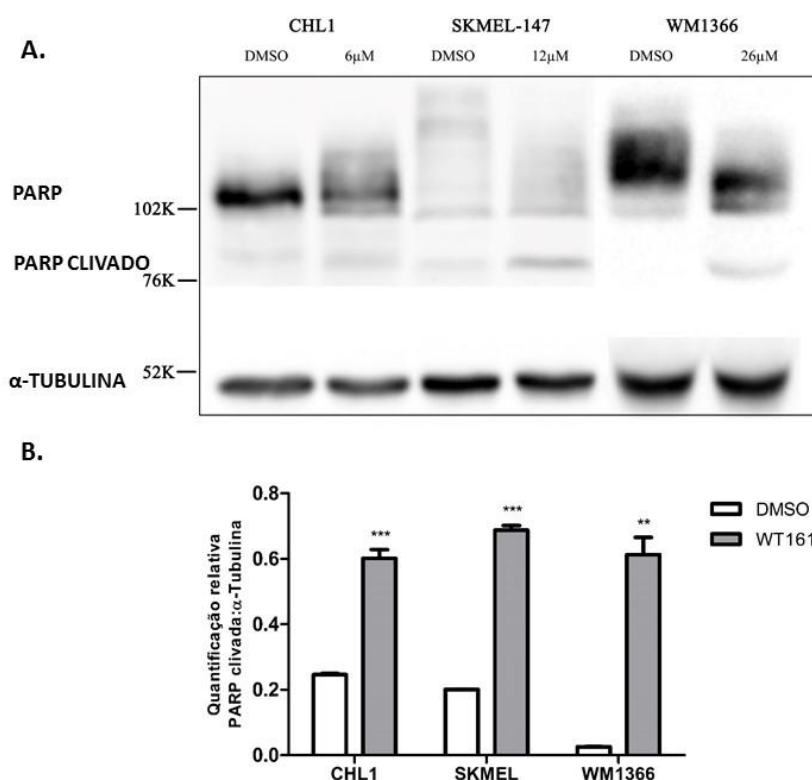 CHL1 SKMEL-147 WM1366
A.
DMSO 6µM DMSO 12µM DMSO 26µM
PARP
102K
PARP CLIVADO
76K
52K
α-TUBULINA
B.
Quantificação relativa
PARP clivada:α-Tubulina
0.8
0.6
0.4
0.2
0.0
*** *** **
DMSO
WT161
CHL1 SKMEL WM1366